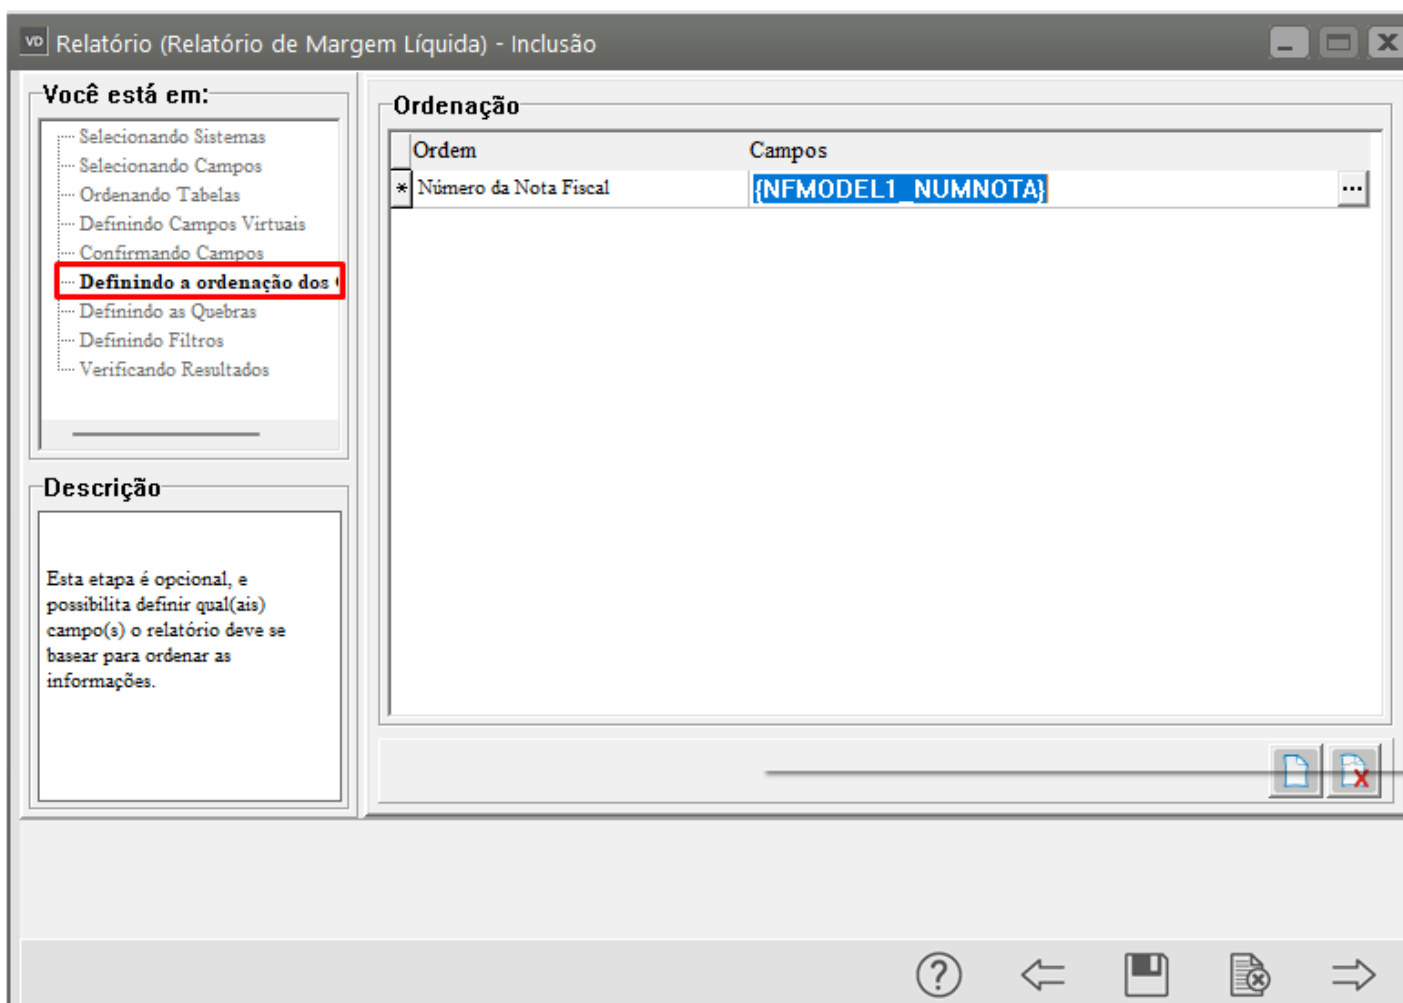 VD Relatório (Relatório de Margem Líquida) - Inclusão
Você está em:
Selecionando Sistemas
Selecionando Campos
Ordenando Tabelas
Definindo Campos Virtuais
Confirmando Campos
Definindo a ordenação dos
Definindo as Quebras
Definindo Filtros
Verificando Resultados
Descrição
Esta etapa é opcional, e
possibilita definir qual(ais)
campo(s) o relatório deve se
basear para ordenar as
informações.
Ordenação
Ordem Campos
* Número da Nota Fiscal {NFMODEL1_NUMNOTA} ...